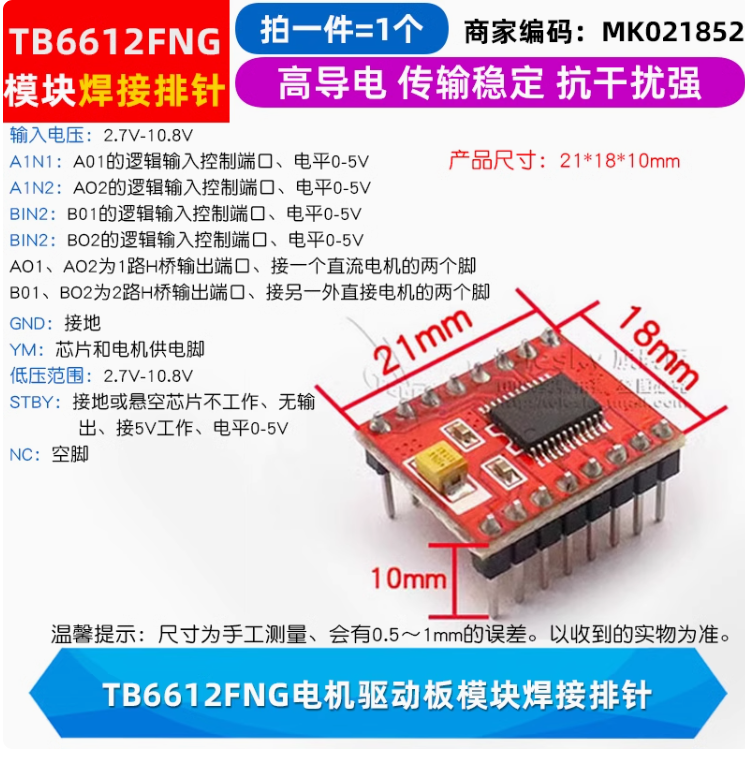 TB6612FNG
模块焊接排针
拍一件=1个
商家编码：MK021852
高导电 传输稳定 抗干扰强
输入电压：2.7V-10.8V
A1N1：A01的逻辑输入控制端口、电平0-5V
产品尺寸：21*18*10mm
A1N2：AO2的逻辑输入控制端口、电平0-5V
BIN2：B01的逻辑输入控制端口、电平0-5V
BIN2：BO2的逻辑输入控制端口、电平0-5V
AO1、AO2为1路H桥输出端口、接一个直流电机的两个脚
B01、BO2为2路H桥输出端口、接另一外直接电机的两个脚
GND：接地
YM：芯片和电机供电脚
低压范围：2.7V-10.8V
STBY：接地或悬空芯片不工作、无输
出、接5V工作、电平0-5V
NC：空脚
21mm
18mm
10mm
温馨提示：尺寸为手工测量、会有0.5～1mm的误差。以收到的实物为准。
TB6612FNG电机驱动板模块焊接排针